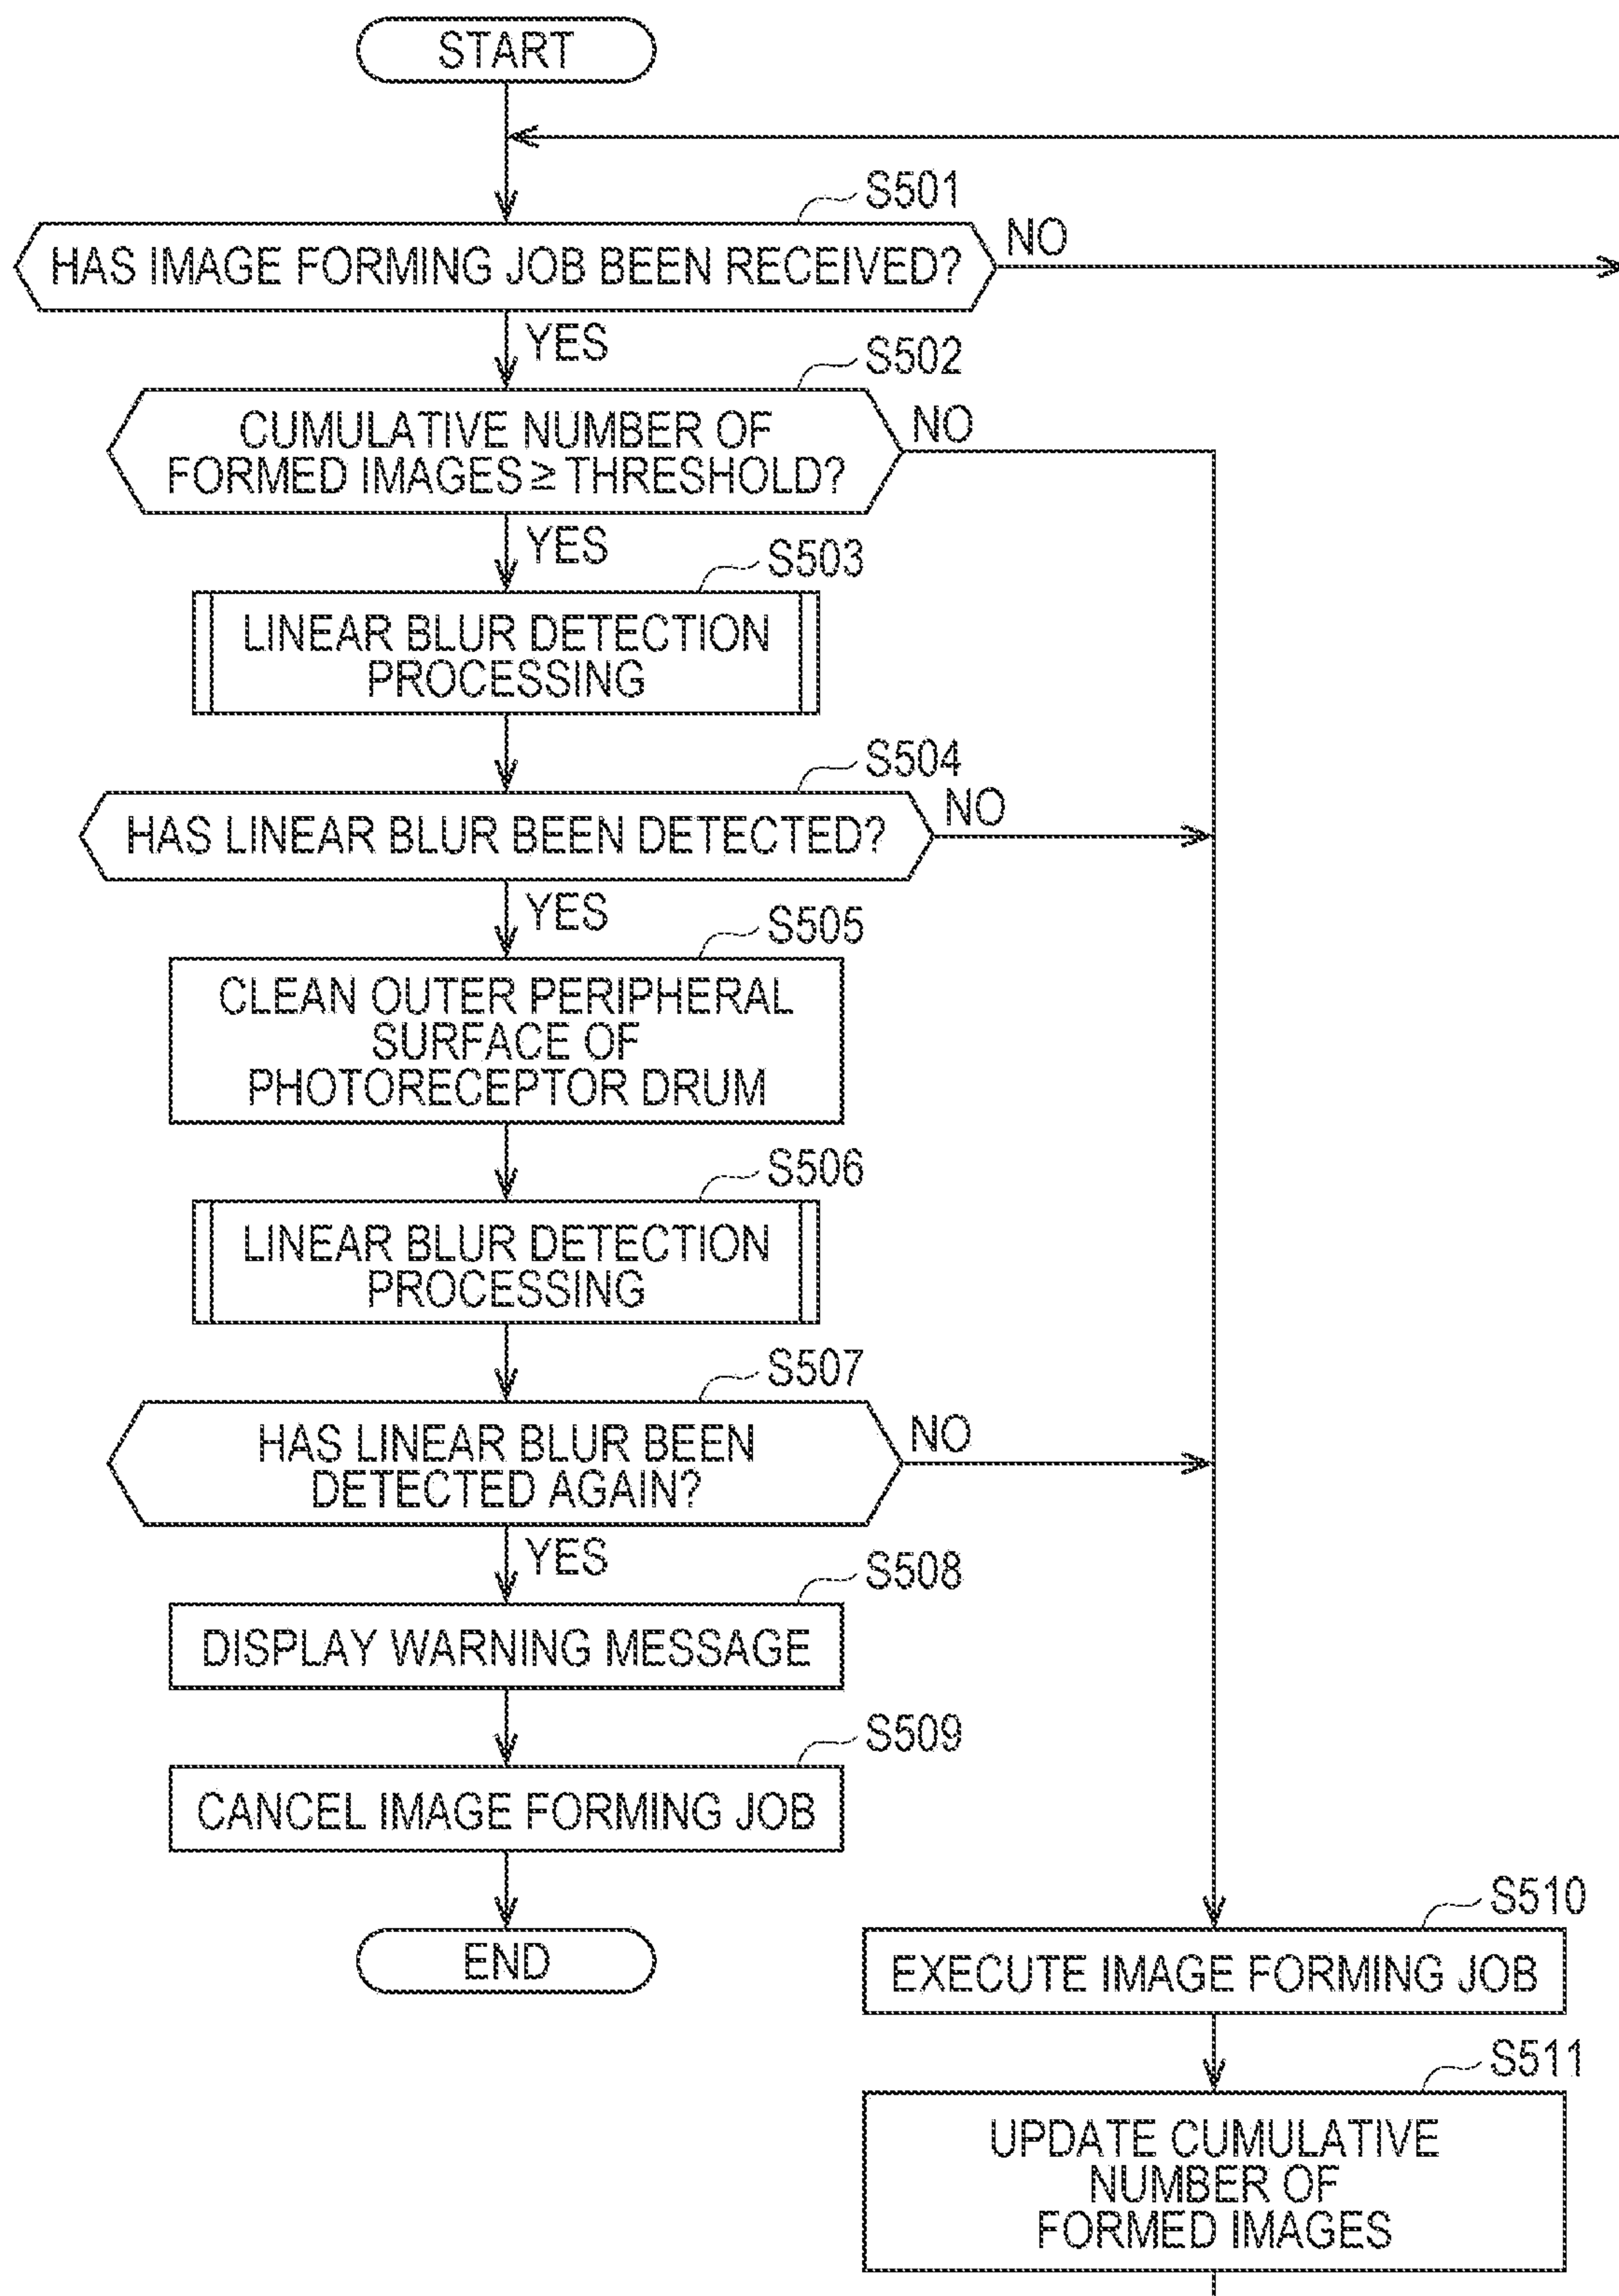 START
S501
HAS IMAGE FORMING JOB BEEN RECEIVED?
NO
YES
S502
CUMULATIVE NUMBER OF
FORMED IMAGES ≥ THRESHOLD?
NO
YES
S503
LINEAR BLUR DETECTION
PROCESSING
S504
HAS LINEAR BLUR BEEN DETECTED?
NO
YES
S505
CLEAN OUTER PERIPHERAL
SURFACE OF
PHOTORECEPTOR DRUM
S506
LINEAR BLUR DETECTION
PROCESSING
S507
HAS LINEAR BLUR BEEN
DETECTED AGAIN?
NO
YES
S508
DISPLAY WARNING MESSAGE
S509
CANCEL IMAGE FORMING JOB
END
S510
EXECUTE IMAGE FORMING JOB
S511
UPDATE CUMULATIVE
NUMBER OF
FORMED IMAGES